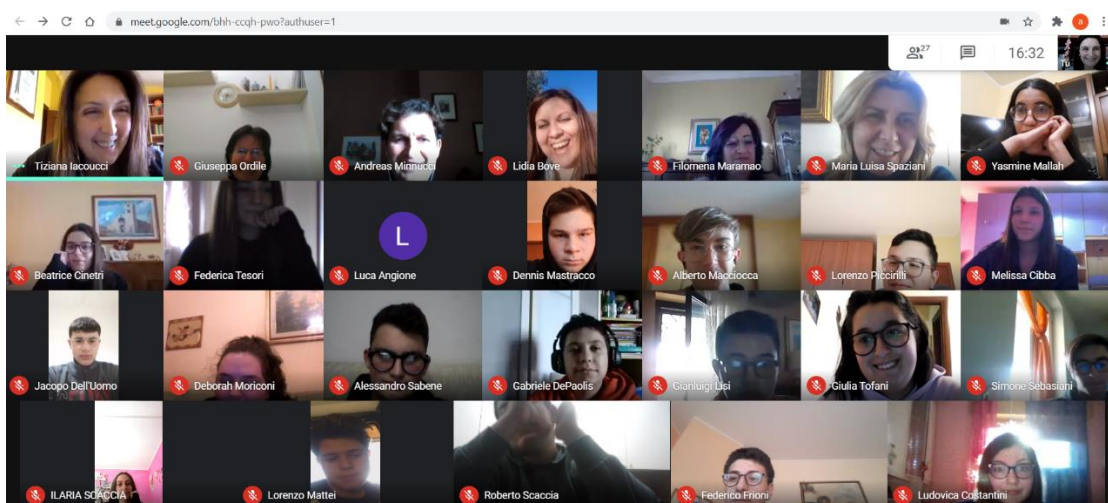 meet.google.com/bhh-ccqh-pwo?authuser=1
a
27
16:32
Tiziana Iacoucci
Giuseppa Ordile
Andreas Minnucci
Lidia Bove
Filomena Maramao
Maria Luisa Spaziani
Yasmine Mallah
L
Beatrice Cinetri
Federica Tesori
Luca Angione
Dennis Mastracco
Alberto Macciocca
Lorenzo Piccirilli
Melissa Cibba
Jacopo Dell'Uomo
Deborah Moriconi
Alessandro Sabene
Gabriele DePaolis
Gianluigi Lisi
Giulia Tofani
Simone Sebasiani
ILARIA SCACCIA
Lorenzo Mattei
Roberto Scaccia
Federico Frioni
Ludovica Costantini